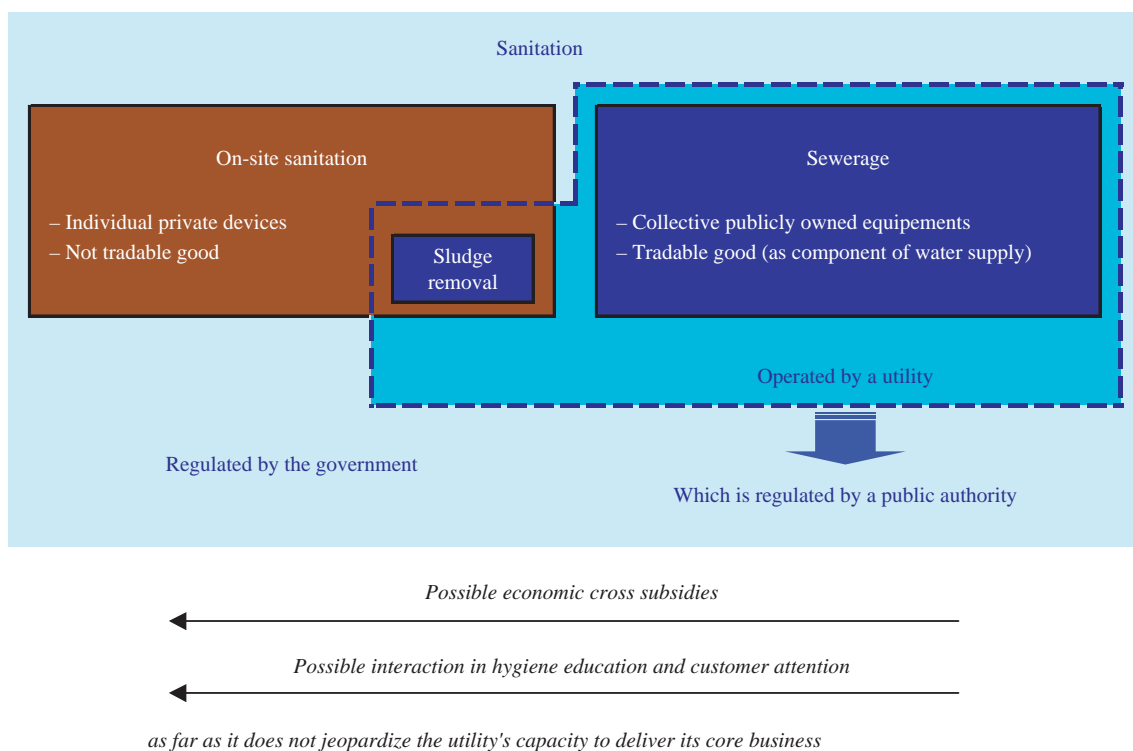 Sanitation
On-site sanitation
– Individual private devices
– Not tradable good
Sludge
removal
Sewerage
– Collective publicly owned equipements
– Tradable good (as component of water supply)
Operated by a utility
Regulated by the government
Which is regulated by a public authority
Possible economic cross subsidies
Possible interaction in hygiene education and customer attention
as far as it does not jeopardize the utility's capacity to deliver its core business